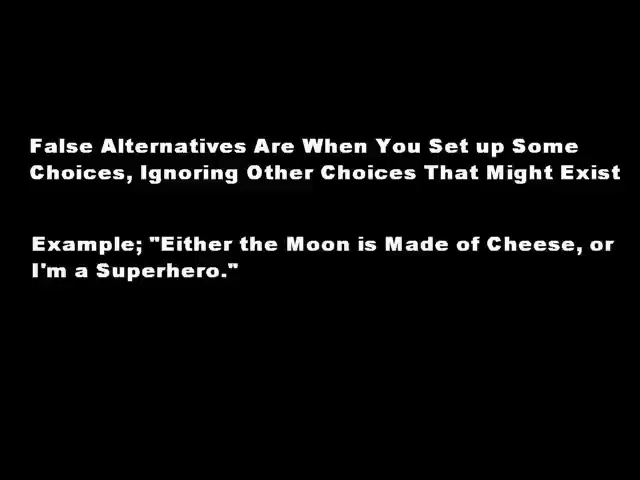 False Alternatives Are When You Set up Some
Choices, Ignoring Other Choices That Might Exist
Example; "Either the Moon is Made of Cheese, or
I'm a Superhero."